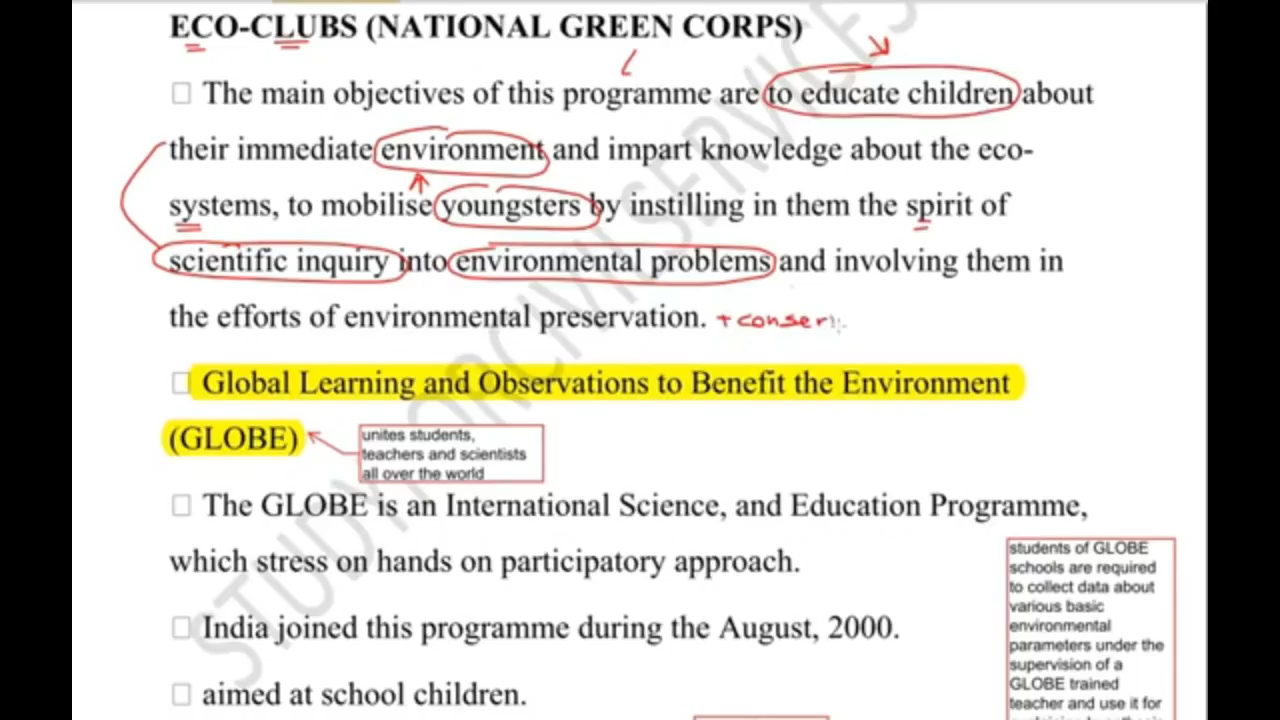 ECO-CLUBS (NATIONAL GREEN CORPS)
The main objectives of this programme are to educate children about
their immediate environment and impart knowledge about the eco-
systems, to mobilise youngsters by instilling in them the spirit of
scientific inquiry into environmental problems and involving them in
the efforts of environmental preservation. + conser
Global Learning and Observations to Benefit the Environment
(GLOBE)
unites students,
teachers and scientists
all over the world
The GLOBE is an International Science, and Education Programme,
which stress on hands on participatory approach.
India joined this programme during the August, 2000.
aimed at school children.
students of GLOBE
schools are required
to collect data about
various basic
environmental
parameters under the
supervision of a
GLOBE trained
teacher and use it for
STUDY FOR CIVIL SERVICES